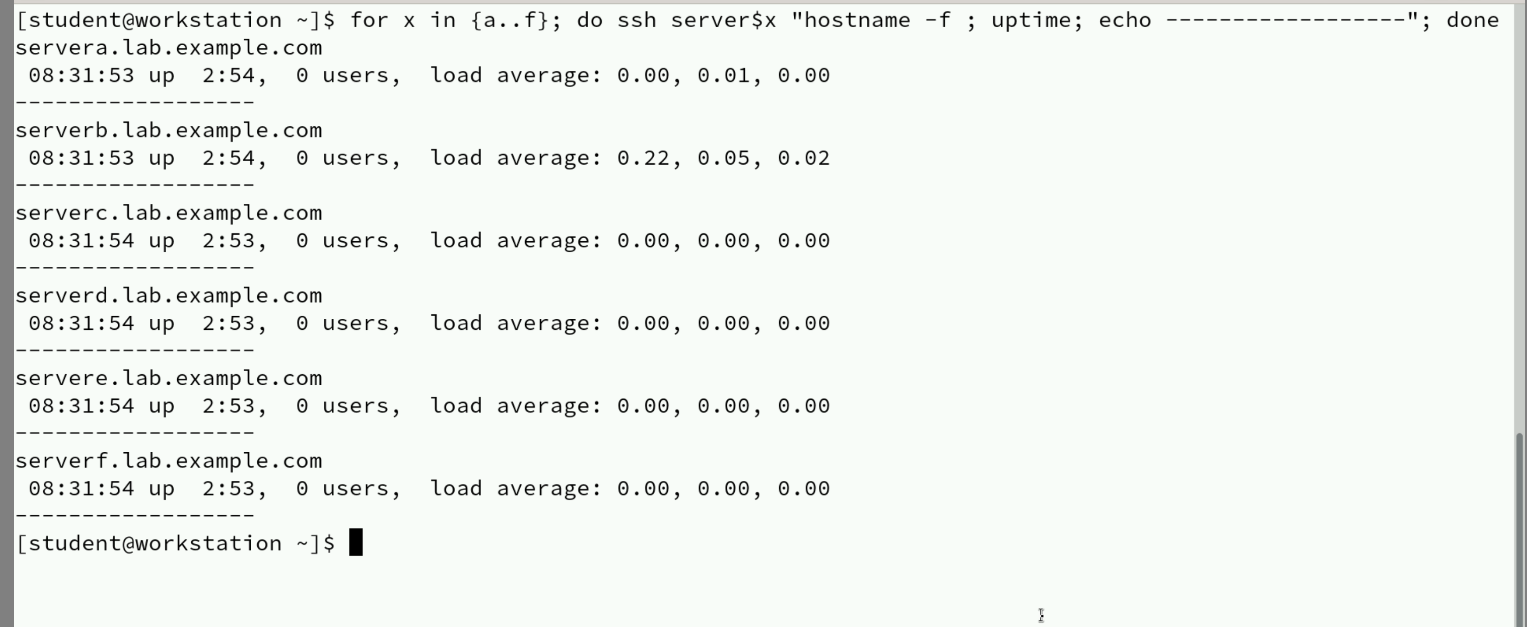 [student@workstation ~]$ for x in {a..f}; do ssh server$x "hostname -f ; uptime; echo ------------------"; done
servera.lab.example.com
 08:31:53 up  2:54,  0 users,  load average: 0.00, 0.01, 0.00
------------------
serverb.lab.example.com
 08:31:53 up  2:54,  0 users,  load average: 0.22, 0.05, 0.02
------------------
serverc.lab.example.com
 08:31:54 up  2:53,  0 users,  load average: 0.00, 0.00, 0.00
------------------
serverd.lab.example.com
 08:31:54 up  2:53,  0 users,  load average: 0.00, 0.00, 0.00
------------------
servere.lab.example.com
 08:31:54 up  2:53,  0 users,  load average: 0.00, 0.00, 0.00
------------------
serverf.lab.example.com
 08:31:54 up  2:53,  0 users,  load average: 0.00, 0.00, 0.00
------------------
[student@workstation ~]$